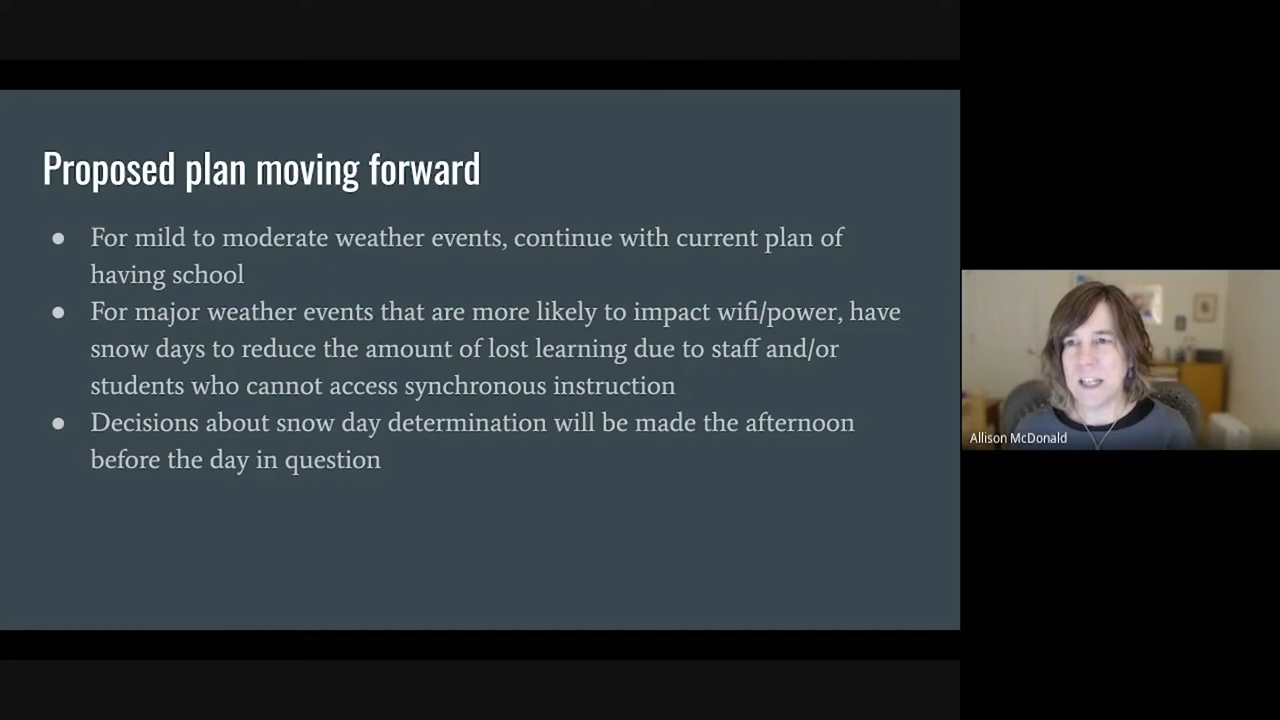 Proposed plan moving forward
● For mild to moderate weather events, continue with current plan of
having school
● For major weather events that are more likely to impact wifi/power, have
snow days to reduce the amount of lost learning due to staff and/or
students who cannot access synchronous instruction
● Decisions about snow day determination will be made the afternoon
before the day in question
Allison McDonald